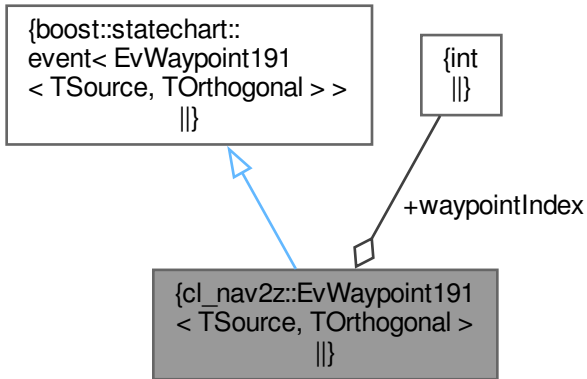 {boost::statechart::
event< EvWaypoint191
< TSource, TOrthogonal > >
||}
{int
||}
+waypointIndex
{cl_nav2z::EvWaypoint191
< TSource, TOrthogonal >
||}